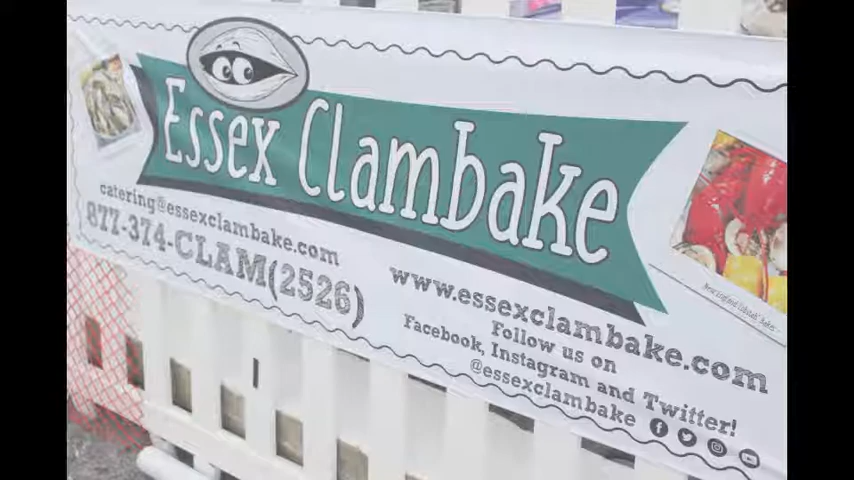 Essex Clambake
catering@essexclambake.com
877-374-CLAM(2526)
www.essexclambake.com
Follow us on
Facebook, Instagram and Twitter!
@essexclambake